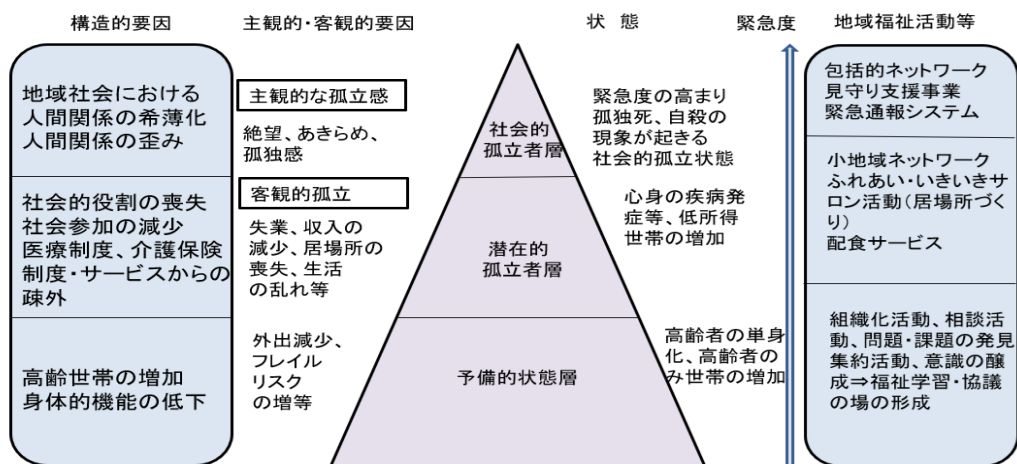 構造的要因
主観的・客観的要因
状 態
緊急度
地域福祉活動等
地域社会における
人間関係の希薄化
人間関係の歪み
主観的な孤立感
絶望、あきらめ、
孤独感
社会的
孤立者層
緊急度の高まり
孤独死、自殺の
現象が起きる
社会的孤立状態
包括的ネットワーク
見守り支援事業
緊急通報システム
社会的役割の喪失
社会参加の減少
医療制度、介護保険
制度・サービスからの
疎外
客観的孤立
失業、収入の
減少、居場所の
喪失、生活
の乱れ等
潜在的
孤立者層
心身の疾病発
症等、低所得
世帯の増加
小地域ネットワーク
ふれあい・いきいきサ
ロン活動(居場所づく
り)
配食サービス
高齢世帯の増加
身体的機能の低下
外出減少、
フレイル
リスク
の増等
予備的状態層
高齢者の単身
化、高齢者の
み世帯の増加
組織化活動、相談活
動、問題・課題の発見
集約活動、意識の醸
成⇒福祉学習・協議
の場の形成